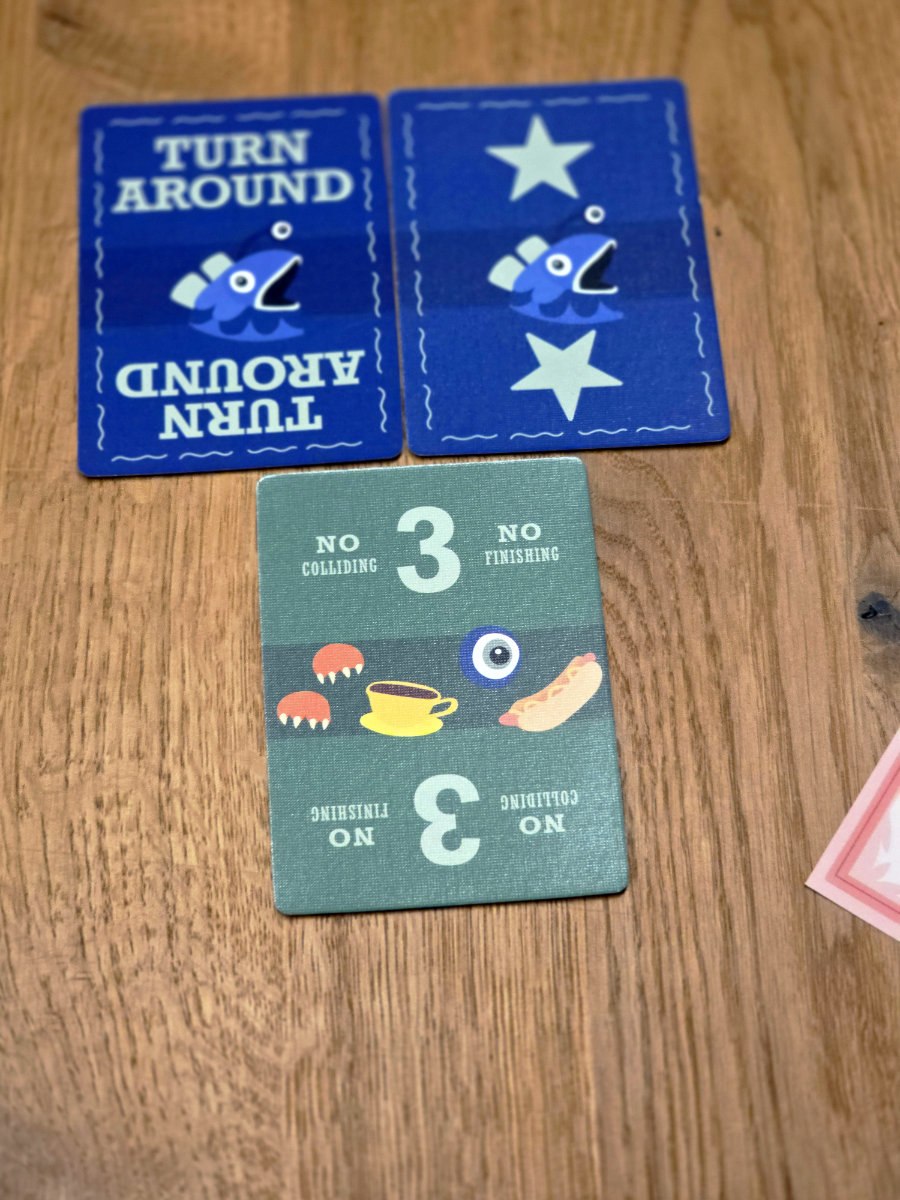 TURN
AROUND
TURN
AROUND
NO
COLLIDING
3
NO
FINISHING
NO
COLLIDING
3
NO
FINISHING